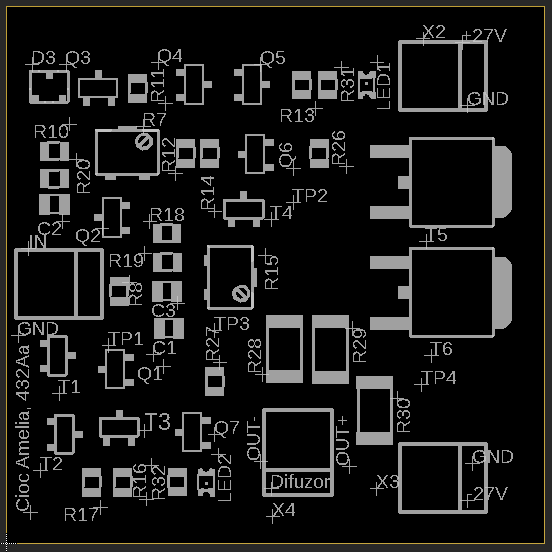 X2
27V
D3
Q3
Q4
Q5
R11
R31
LED1
GND
R13
R10
R7
R12
R14
Q6
R26
R20
C2
TP2
T4
R18
Q2
IN
T5
R19
R8
R15
C3
GND
TP3
C1
R27
R28
R29
TP1
Q1
T6
T1
TP4
R30
T3
Q7
OUT-
OUT+
T2
GND
Cioc Amelia, 432Aa
R16
R32
LED2
Difuzor
X3
27V
R17
X4